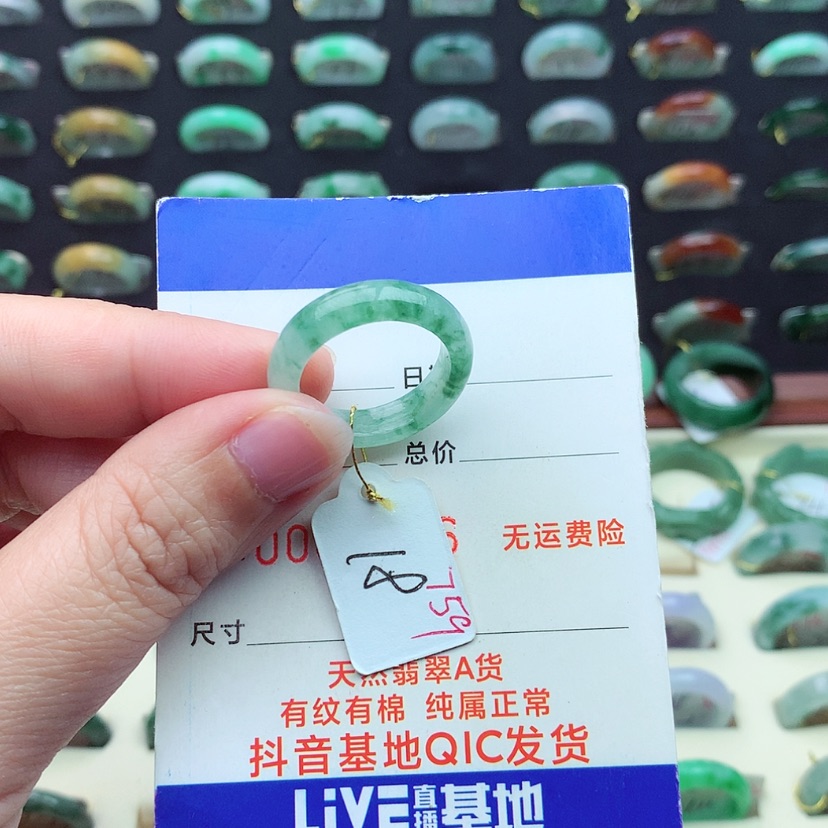 总价
无运费险
18
759
尺寸
天然翡翠A货
有纹有棉 纯属正常
抖音基地QIC发货
LiVE直播基地